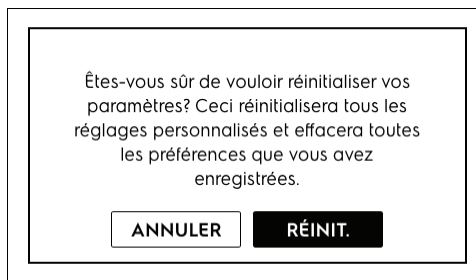 Êtes-vous sûr de vouloir réinitialiser vos
paramètres? Ceci réinitialisera tous les
réglages personnalisés et effacera toutes
les préférences que vous avez
enregistrées.
ANNULER
RÉINIT.